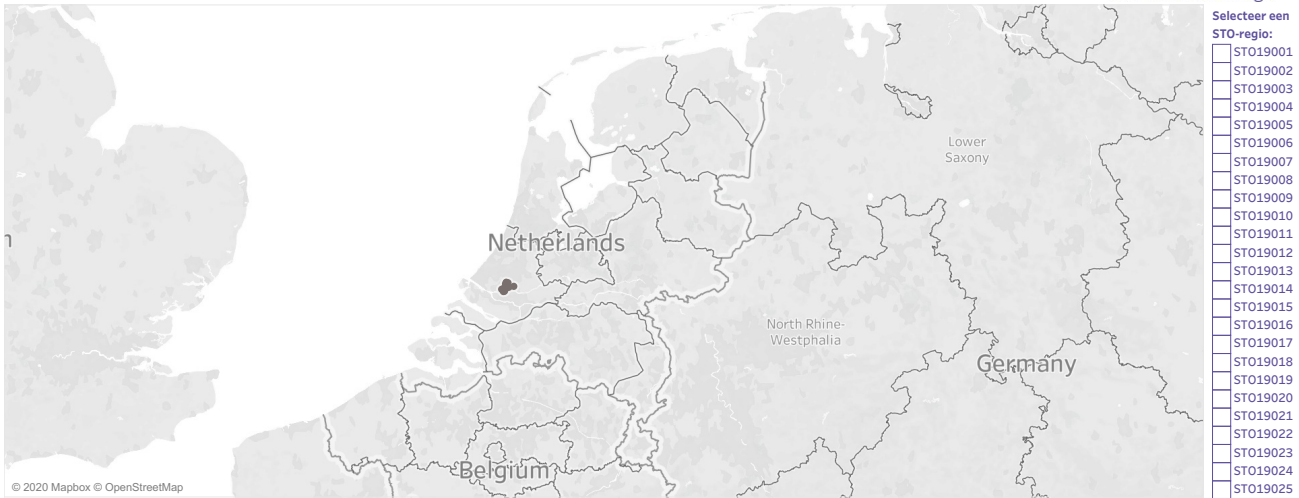 Selecteer een
STO-regio:
STO19001
STO19002
STO19003
STO19004
STO19005
STO19006
STO19007
STO19008
STO19009
STO19010
STO19011
STO19012
STO19013
STO19014
STO19015
STO19016
STO19017
STO19018
STO19019
STO19020
STO19021
STO19022
STO19023
STO19024
STO19025
Lower
Saxony
Netherlands
North Rhine-
Westphalia
Germany
Belgium
© 2020 Mapbox © OpenStreetMap